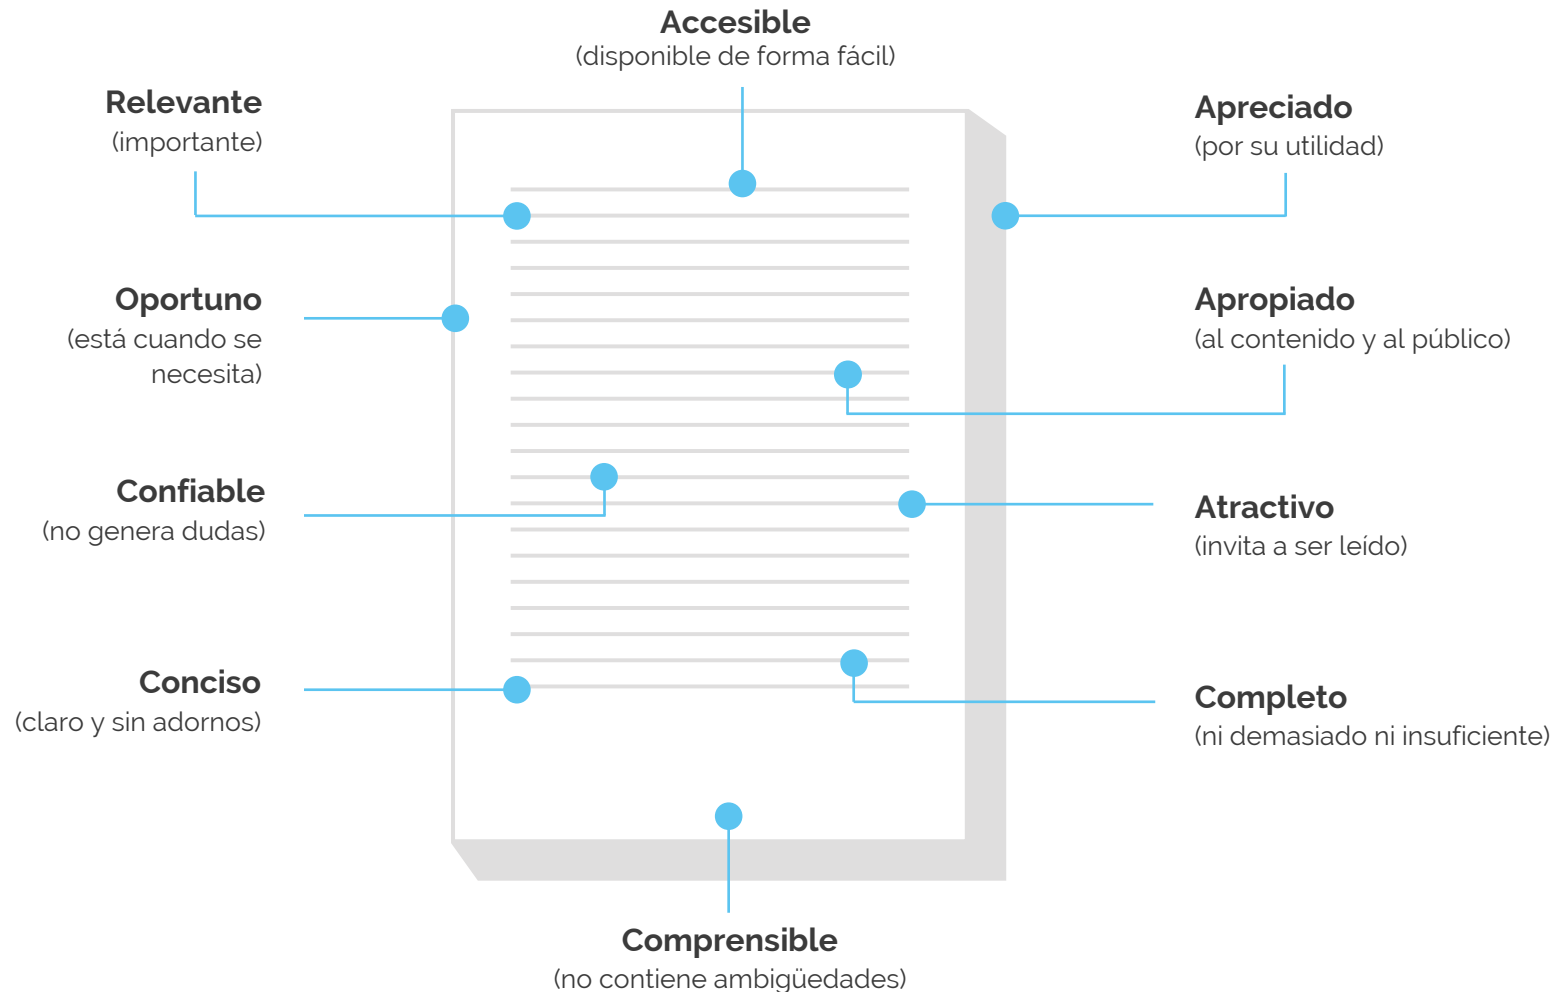 Accesible
(disponible de forma fácil)
Relevante
(importante)
Apreciado
(por su utilidad)
Oportuno
(está cuando se
necesita)
Apropiado
(al contenido y al público)
Confiable
(no genera dudas)
Atractivo
(invita a ser leído)
Conciso
(claro y sin adornos)
Completo
(ni demasiado ni insuficiente)
Comprensible
(no contiene ambigüedades)